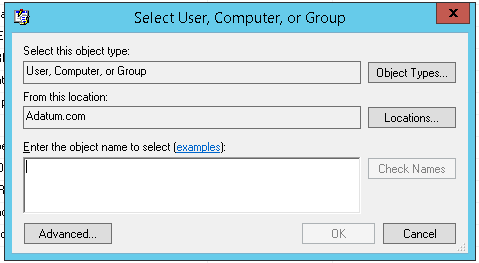 Select User, Computer, or Group
x
Select this object type:
User, Computer, or Group
Object Types...
From this location:
Adatum.com
Locations...
Enter the object name to select (examples):
Check Names
Advanced...
OK
Cancel